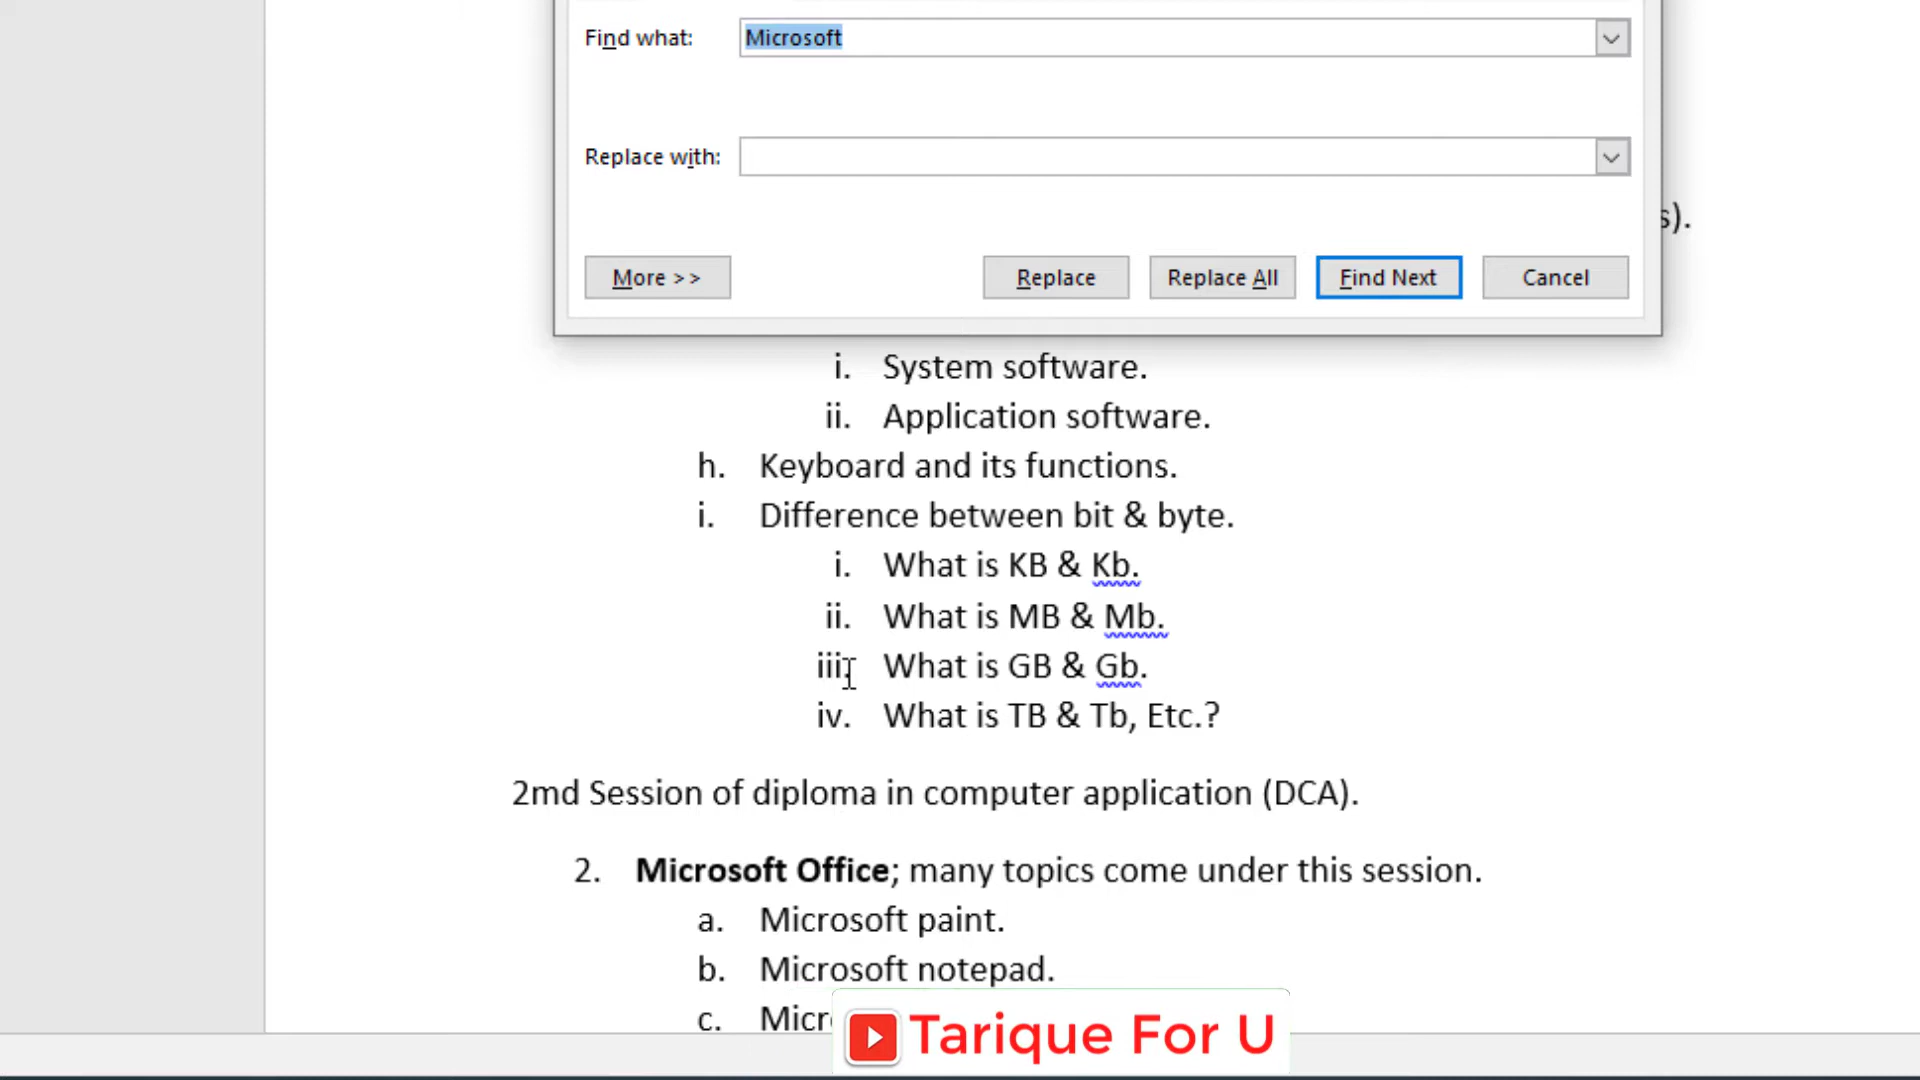 Find what: Microsoft
Replace with:
s).
More >> Replace Replace All Find Next Cancel
i. System software.
ii. Application software.
h. Keyboard and its functions.
i. Difference between bit & byte.
i. What is KB & Kb.
ii. What is MB & Mb.
iii. What is GB & Gb.
iv. What is TB & Tb, Etc.?
2md Session of diploma in computer application (DCA).
2. Microsoft Office; many topics come under this session.
a. Microsoft paint.
b. Microsoft notepad.
c. Micr
Tarique For U